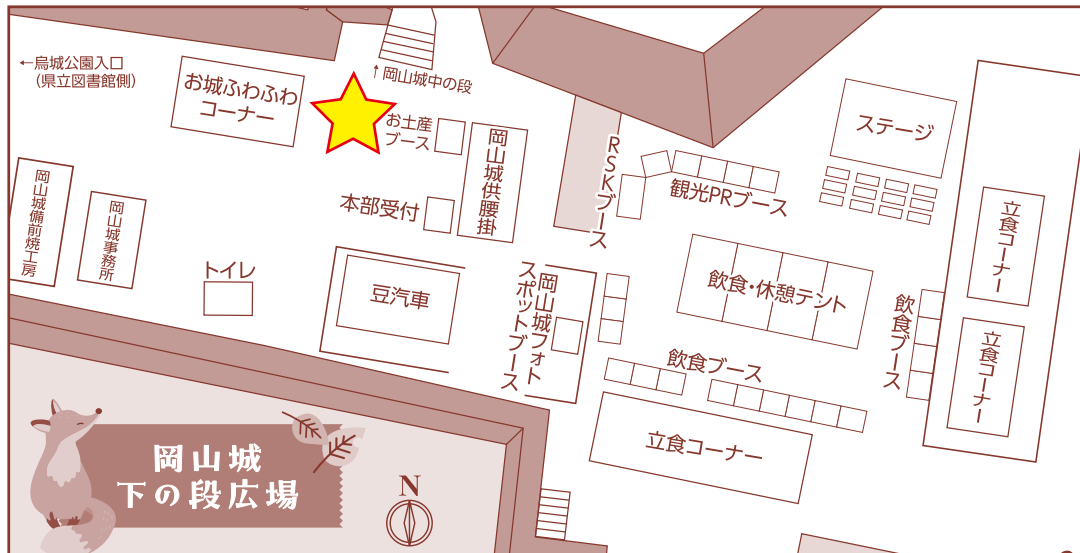 ←烏城公園入口
（県立図書館側）
お城ふわふわ
コーナー
↑岡山城中の段
お土産
ブース
岡山城供腰掛
本部受付
岡山城備前焼工房
岡山城事務所
トイレ
豆汽車
岡山城フォト
スポットブース
RSKブース
観光PRブース
ステージ
飲食・休憩テント
飲食ブース
飲食ブース
立食コーナー
立食コーナー
立食コーナー
岡山城
下の段広場
N